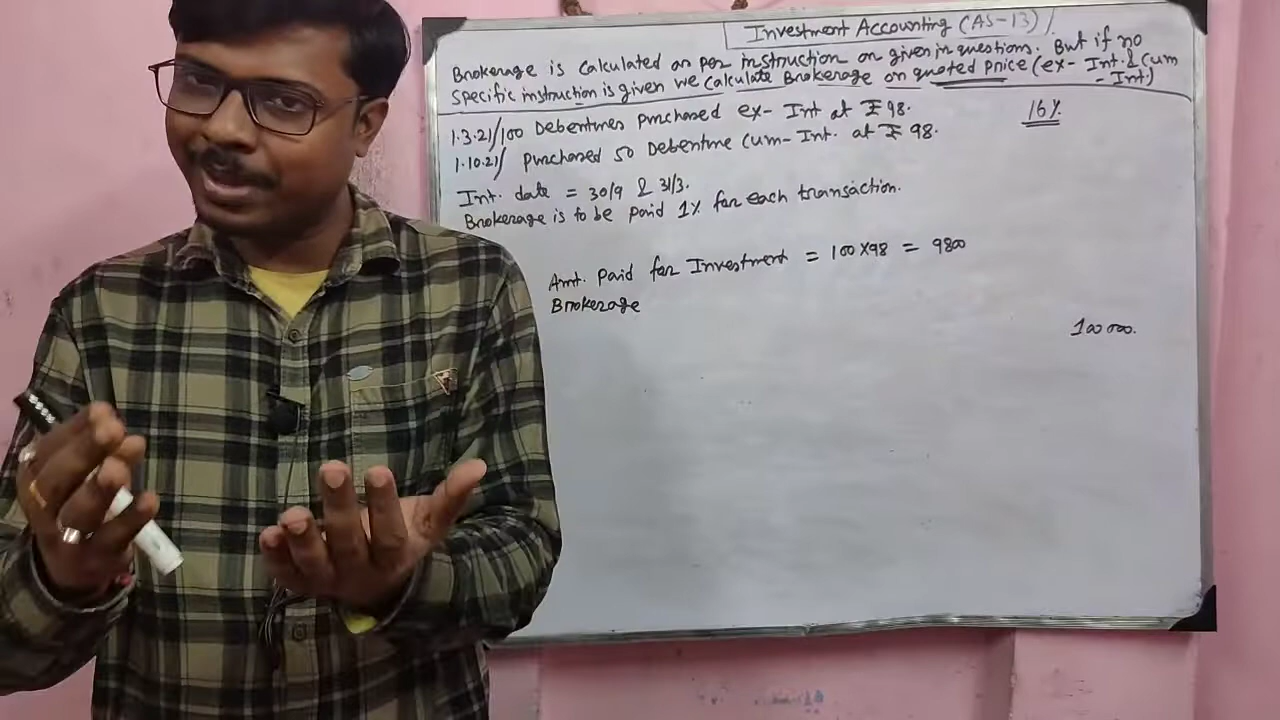 Investment Accounting (AS-13)
Brokerage is calculated as per instruction or given in questions. But if no
specific instruction is given we calculate Brokerage on quoted price (ex- Int. & Cum
- Int)
1.3.21/ 100 Debentures purchased ex- Int at ₹ 98.
16%
1.10.21/ purchased 50 Debenture Cum- Int. at ₹ 98.
Int. date = 30/9 & 31/3.
Brokerage is to be paid 1% for each transaction.
Amt. paid for Investment = 100 X 98 = 9800
Brokerage
100000.